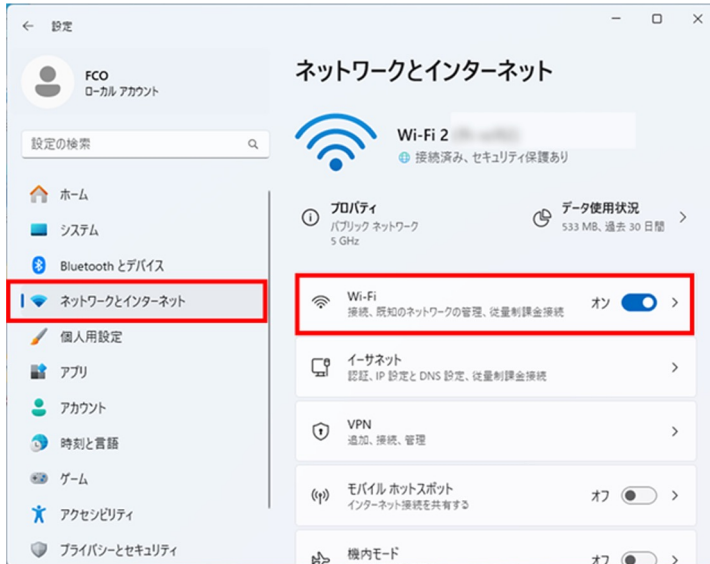 設定
FCO
ローカル アカウント
設定の検索
ホーム
システム
Bluetooth とデバイス
ネットワークとインターネット
個人用設定
アプリ
アカウント
時刻と言語
ゲーム
アクセシビリティ
プライバシーとセキュリティ
ネットワークとインターネット
Wi-Fi 2
接続済み、セキュリティ保護あり
プロパティ
パブリック ネットワーク
5 GHz
データ使用状況
533 MB、過去 30 日間
Wi-Fi
接続、既知のネットワークの管理、従量制課金接続
オン
イーサネット
認証、IP 設定と DNS 設定、従量制課金接続
VPN
追加、接続、管理
モバイル ホットスポット
インターネット接続を共有する
オフ
機内モード
オフ